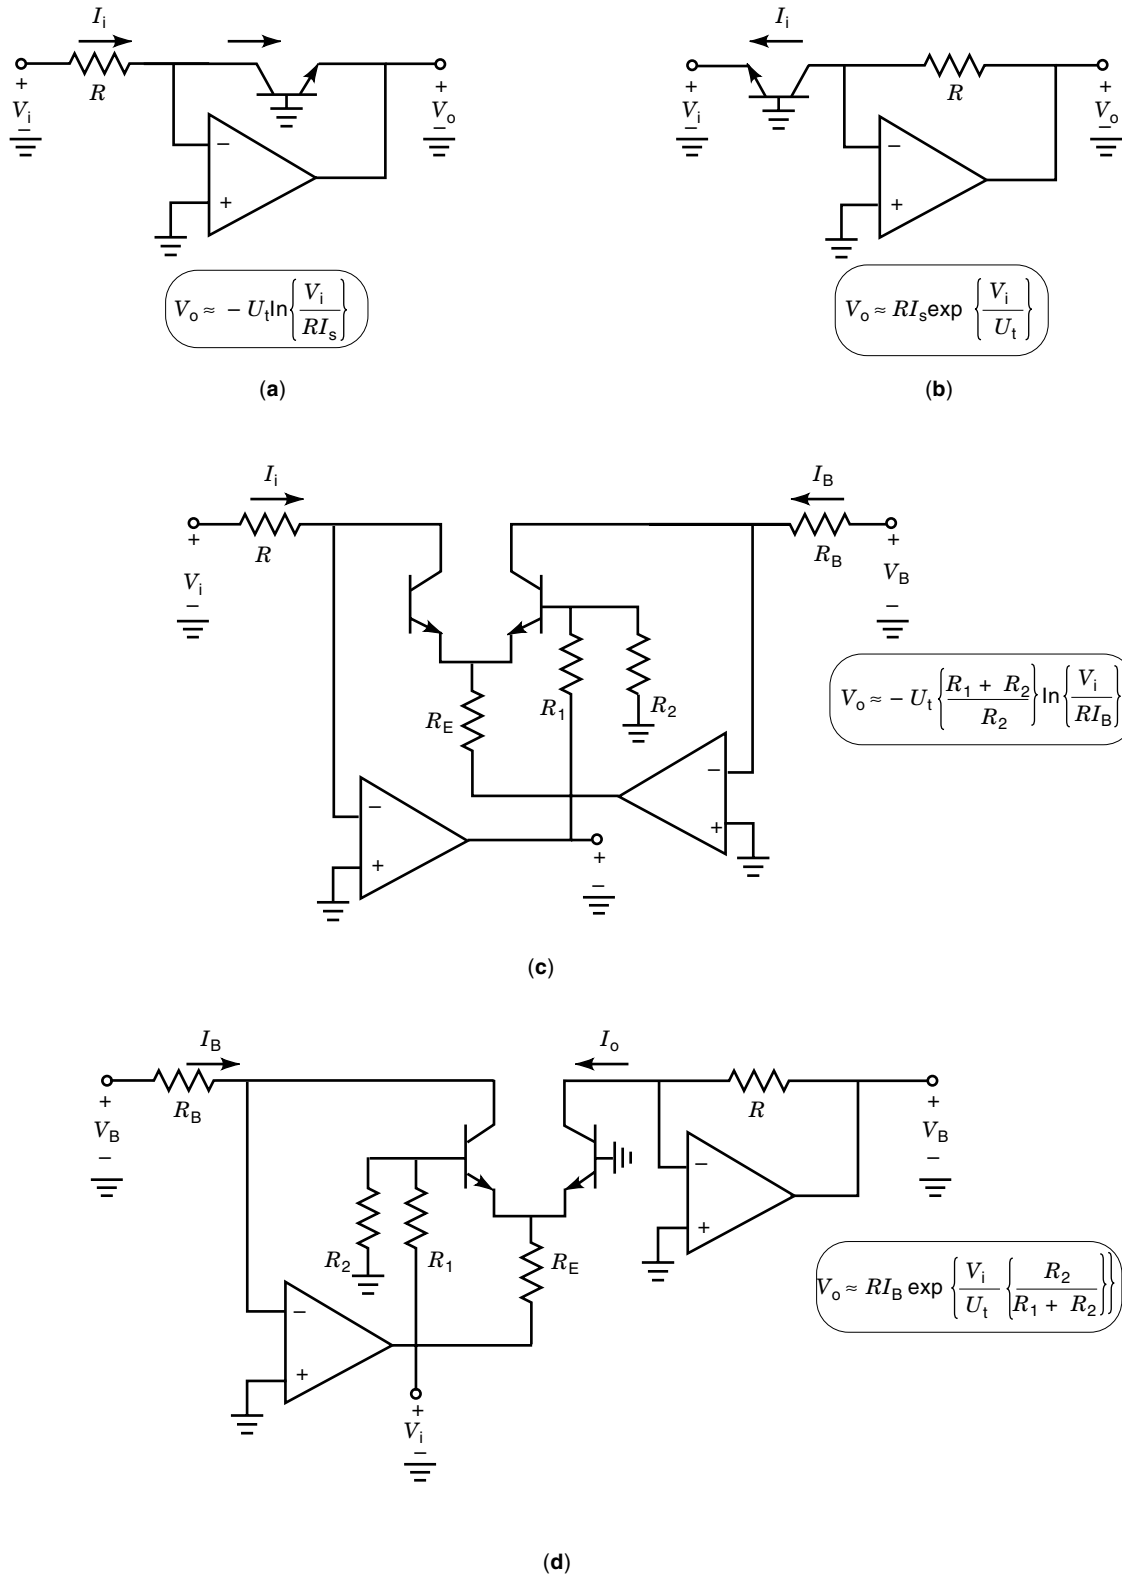 I_i I_i
R R
+ + + +
V_i V_o V_i V_o
− − − −
− −
+ +
V_o ≈ − U_t ln{V_i / RI_s} V_o ≈ RI_s exp {V_i / U_t}
(a) (b)
I_i I_B
R R_B
+ +
V_i V_B
− −
R_E R_1 R_2
V_o ≈ − U_t {R_1 + R_2 / R_2} ln {V_i / RI_B}
− −
+ +
+
−
(c)
I_B I_o
R_B R
+ +
V_B V_B
− −
−
+
R_2 R_1 R_E
V_o ≈ RI_B exp {V_i / U_t {R_2 / R_1 + R_2}}
−
+
+
V_i
−
(d)